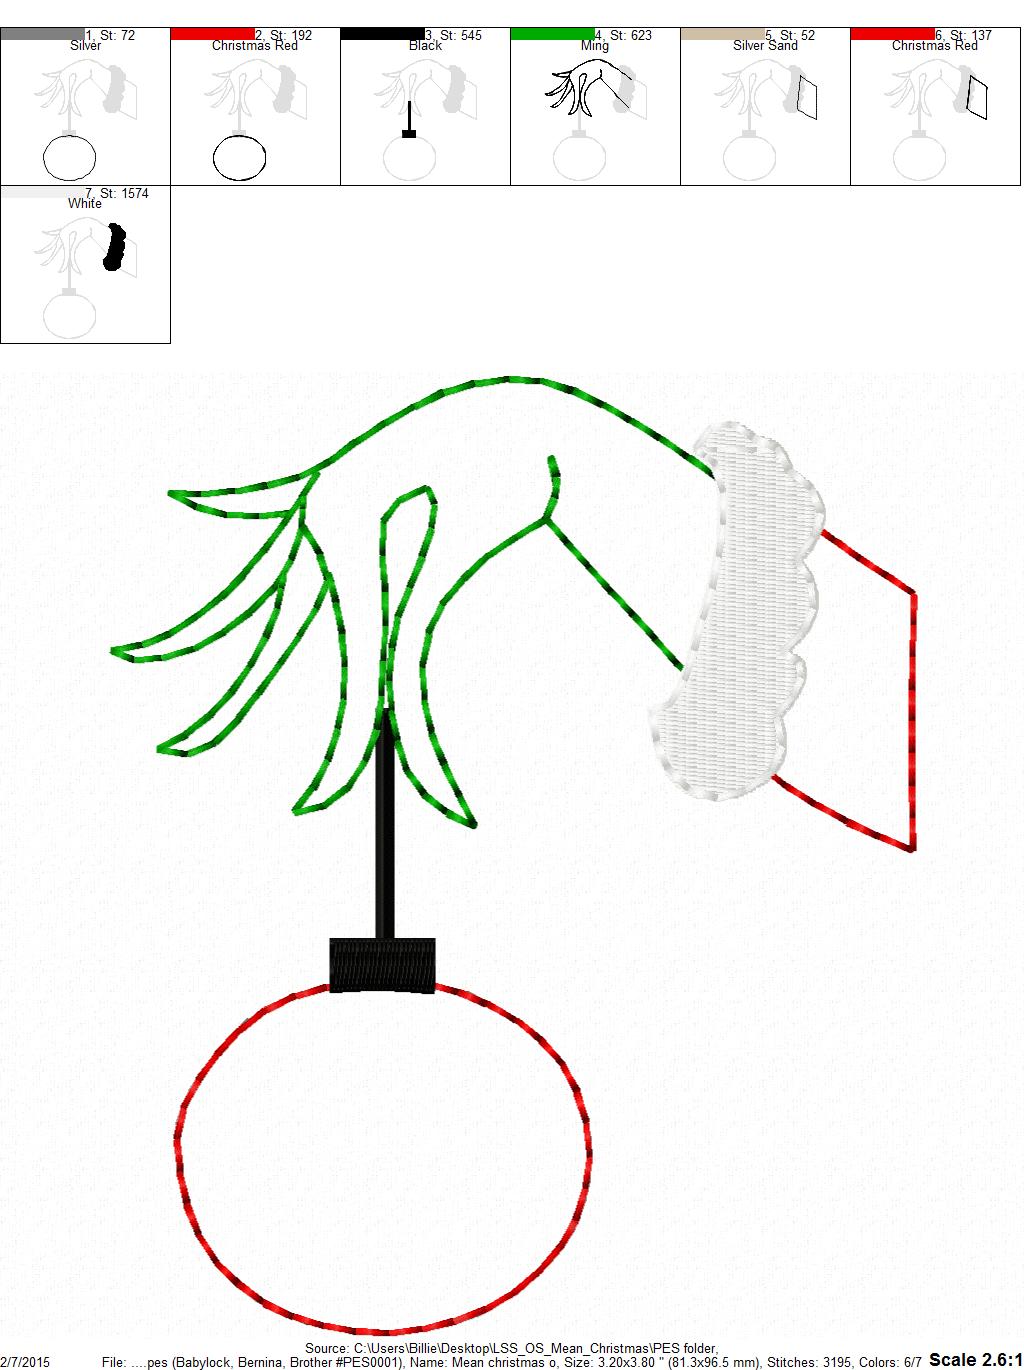 1, St: 72
Silver
2, St: 192
Christmas Red
3, St: 545
Black
4, St: 623
Ming
5, St: 52
Silver Sand
6, St: 137
Christmas Red
7, St: 1574
White
Source: C:\Users\Billie\Desktop\LSS_OS_Mean_Christmas\PES folder,
2/7/2015 File: ....pes (Babylock, Bernina, Brother #PES0001), Name: Mean christmas o, Size: 3.20x3.80 " (81.3x96.5 mm), Stitches: 3195, Colors: 6/7 Scale 2.6:1